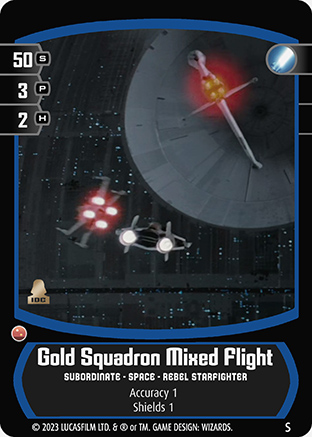 50 S
3 P
2 H
IDC
Gold Squadron Mixed Flight
SUBORDINATE - SPACE - REBEL STARFIGHTER
Accuracy 1
Shields 1
© 2023 LUCASFILM LTD. & ® or TM. GAME DESIGN: WIZARDS. S